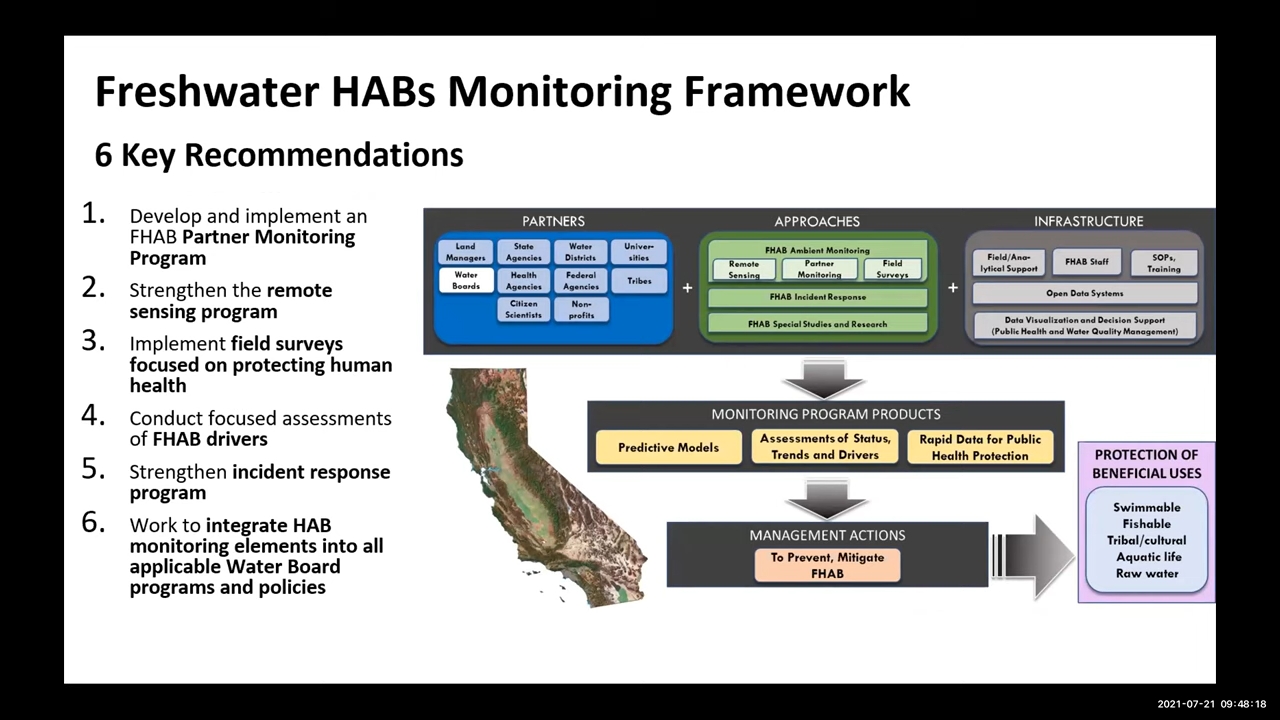 Freshwater HABs Monitoring Framework
6 Key Recommendations
1. Develop and implement an
FHAB Partner Monitoring
Program
2. Strengthen the remote
sensing program
3. Implement field surveys
focused on protecting human
health
4. Conduct focused assessments
of FHAB drivers
5. Strengthen incident response
program
6. Work to integrate HAB
monitoring elements into all
applicable Water Board
programs and policies
PARTNERS
Land
Managers
State
Agencies
Water
Districts
Univer-
sities
Water
Boards
Health
Agencies
Federal
Agencies
Tribes
Citizen
Scientists
Non-
profits
+
APPROACHES
FHAB Ambient Monitoring
Remote
Sensing
Partner
Monitoring
Field
Surveys
FHAB Incident Response
FHAB Special Studies and Research
+
INFRASTRUCTURE
Field/Ana-
lytical Support
FHAB Staff
SOPs,
Training
Open Data Systems
Data Visualization and Decision Support
(Public Health and Water Quality Management)
MONITORING PROGRAM PRODUCTS
Predictive Models
Assessments of Status,
Trends and Drivers
Rapid Data for Public
Health Protection
MANAGEMENT ACTIONS
To Prevent, Mitigate
FHAB
PROTECTION OF
BENEFICIAL USES
Swimmable
Fishable
Tribal/cultural
Aquatic life
Raw water
2021-07-21 09:48:18